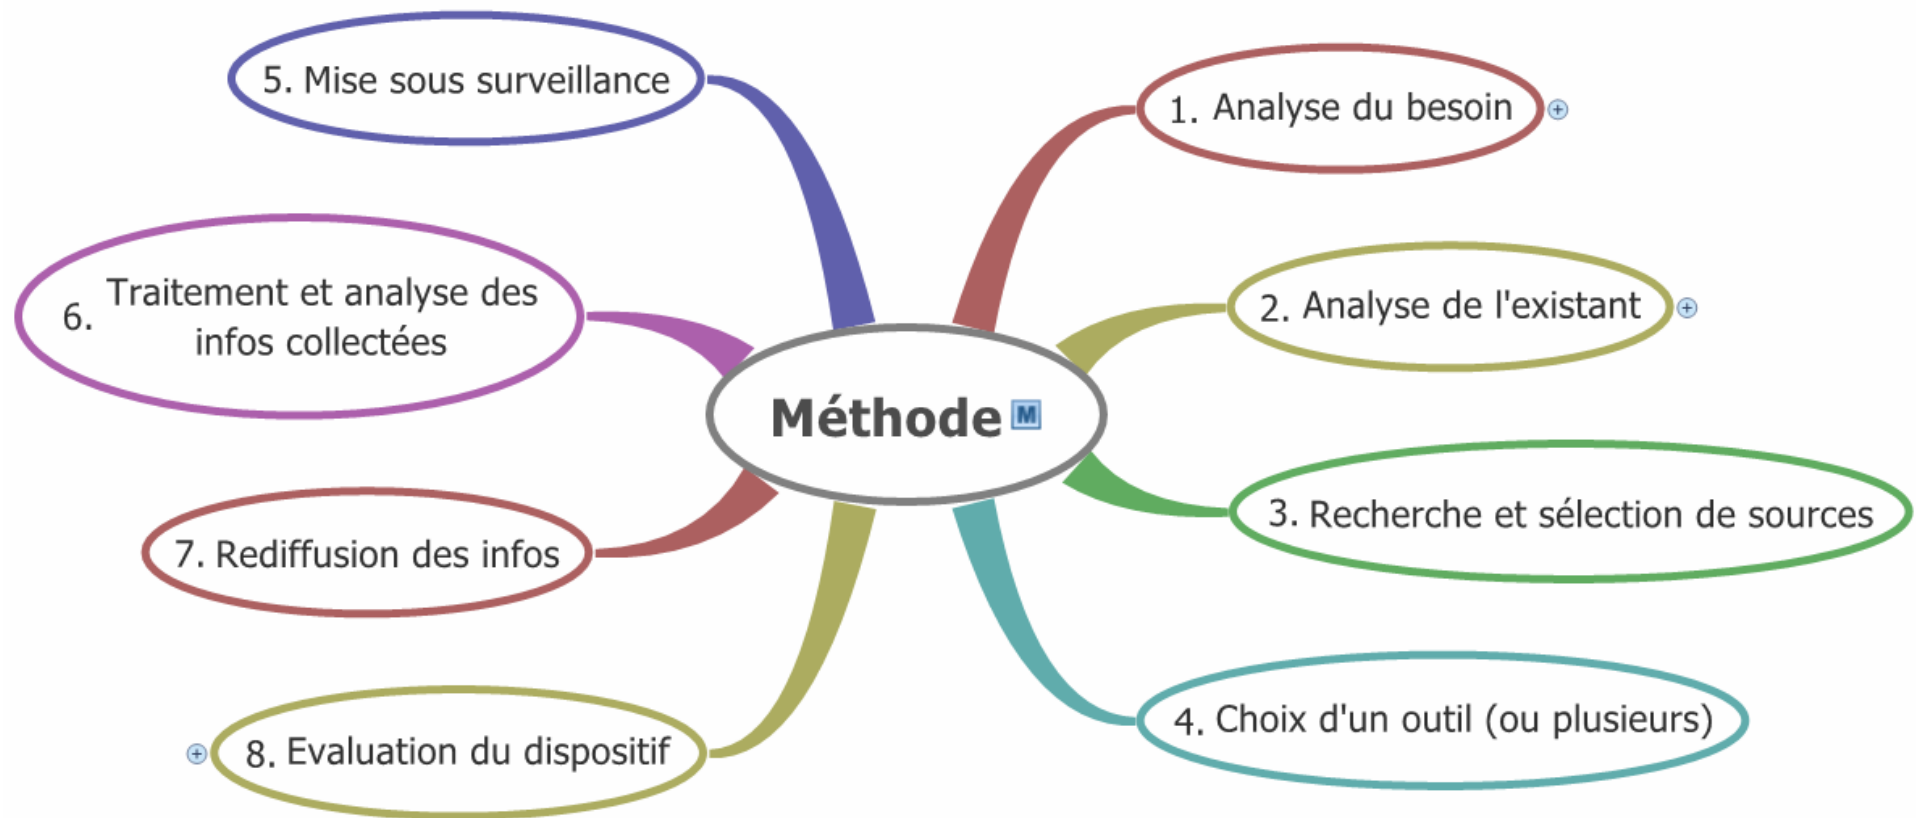 Méthode M
1. Analyse du besoin
2. Analyse de l'existant
3. Recherche et sélection de sources
4. Choix d'un outil (ou plusieurs)
5. Mise sous surveillance
6. Traitement et analyse des
infos collectées
7. Rediffusion des infos
8. Evaluation du dispositif